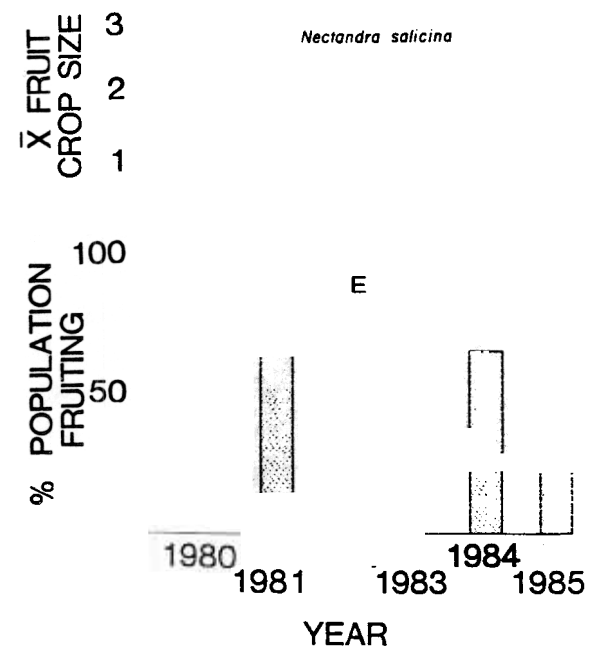 X̄ FRUIT
CROP SIZE
3
2
1
Nectandra salicina
% POPULATION
FRUITING
100
50
E
1980
1981
1983
1984
1985
YEAR